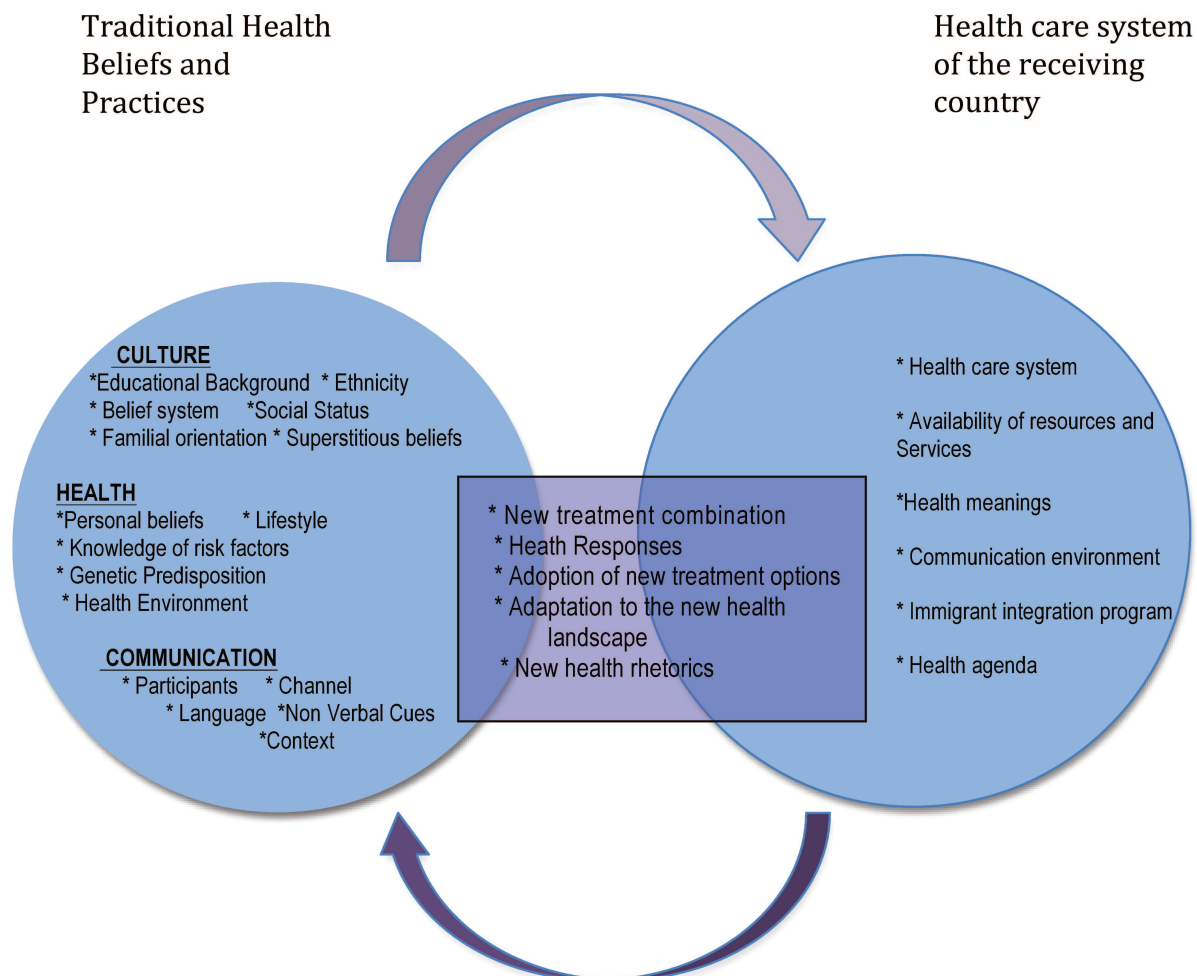 Traditional Health
Beliefs and
Practices
Health care system
of the receiving
country
CULTURE
*Educational Background * Ethnicity
* Belief system *Social Status
* Familial orientation * Superstitious beliefs
HEALTH
*Personal beliefs * Lifestyle
* Knowledge of risk factors
* Genetic Predisposition
* Health Environment
COMMUNICATION
* Participants * Channel
* Language *Non Verbal Cues
*Context
* New treatment combination
* Heath Responses
* Adoption of new treatment options
* Adaptation to the new health
landscape
* New health rhetorics
* Health care system
* Availability of resources and
Services
*Health meanings
* Communication environment
* Immigrant integration program
* Health agenda